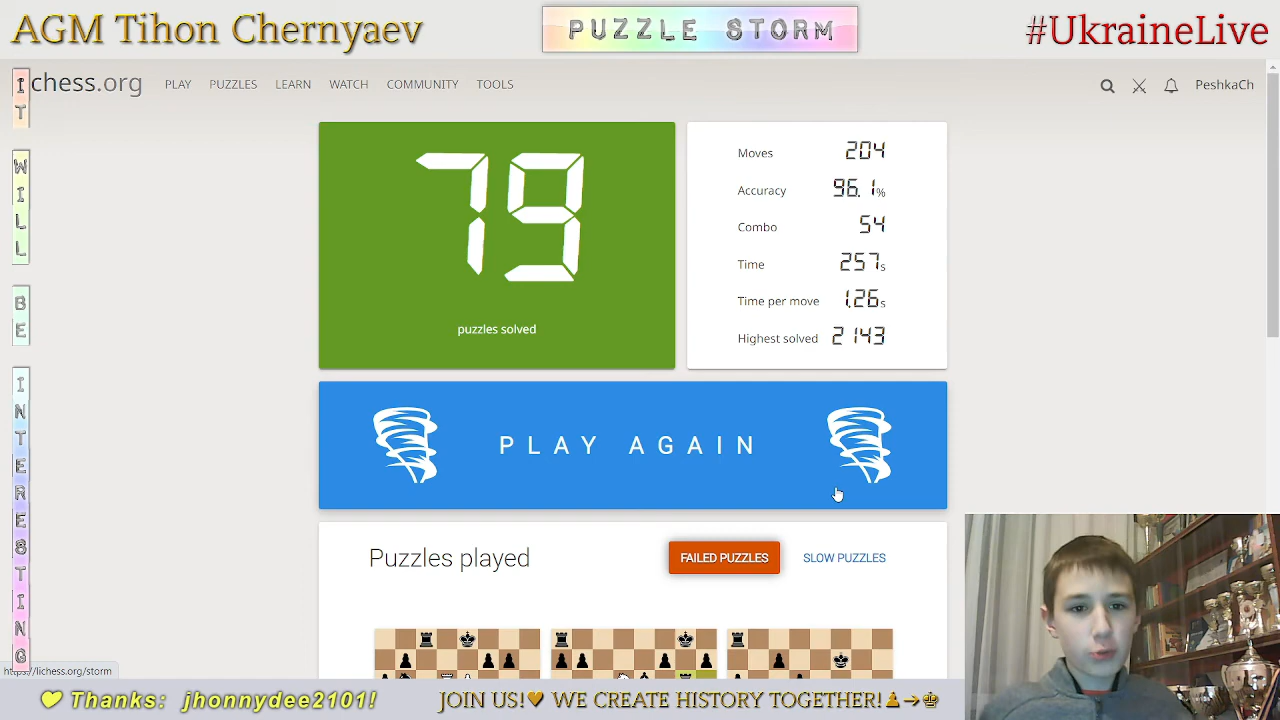 AGM Tihon Chernyaev
PUZZLE STORM
#UkraineLive
IT WILL BE INTERESTING
ichess.org
PLAY
PUZZLES
LEARN
WATCH
COMMUNITY
TOOLS
PeshkaCh
79
puzzles solved
Moves 204
Accuracy 96.1%
Combo 54
Time 257s
Time per move 1.26s
Highest solved 2143
PLAY AGAIN
Puzzles played
FAILED PUZZLES
SLOW PUZZLES
https://lichess.org/storm
Thanks: jhonnydee2101!
JOIN US! WE CREATE HISTORY TOGETHER!